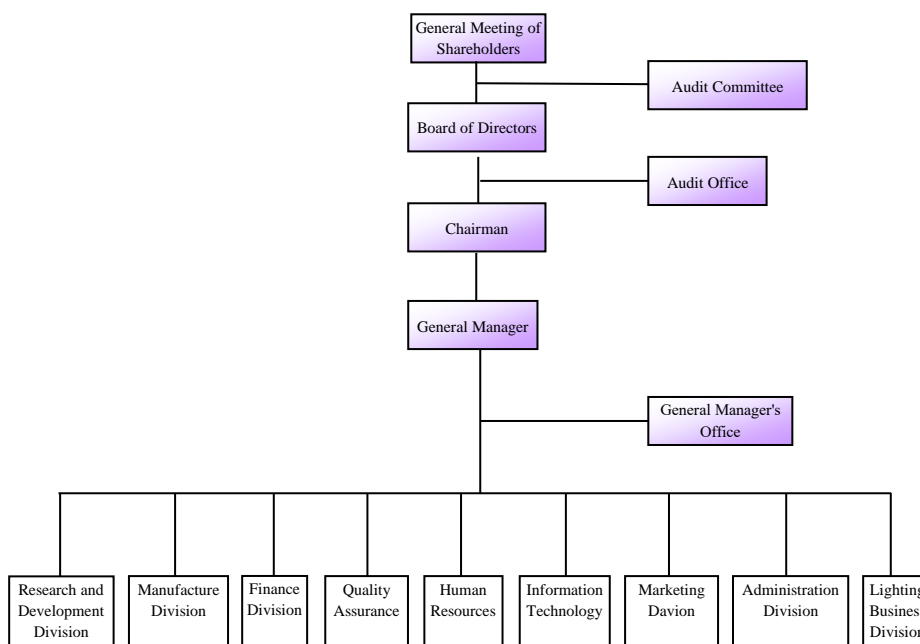 General Meeting of
Shareholders
Audit Committee
Board of Directors
Audit Office
Chairman
General Manager
General Manager's
Office
Research and
Development
Division
Manufacture
Division
Finance
Division
Quality
Assurance
Human
Resources
Information
Technology
Marketing
Davion
Administration
Division
Lighting
Busines
Division